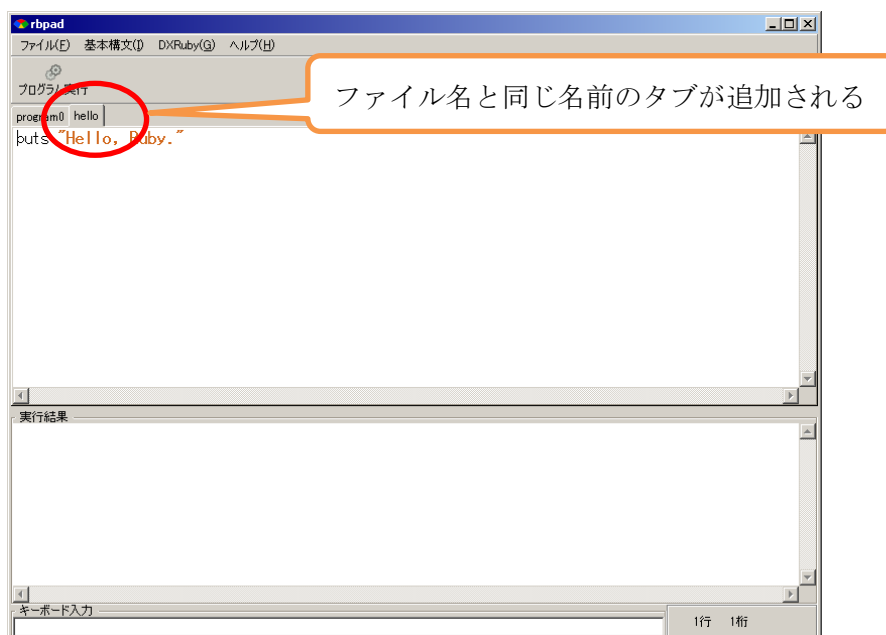 rbpad
ファイル(F) 基本構文(I) DXRuby(G) ヘルプ(H)
プログラム実行
ファイル名と同じ名前のタブが追加される
program0 hello
puts "Hello, Ruby."
実行結果
キーボード入力
1行 1桁